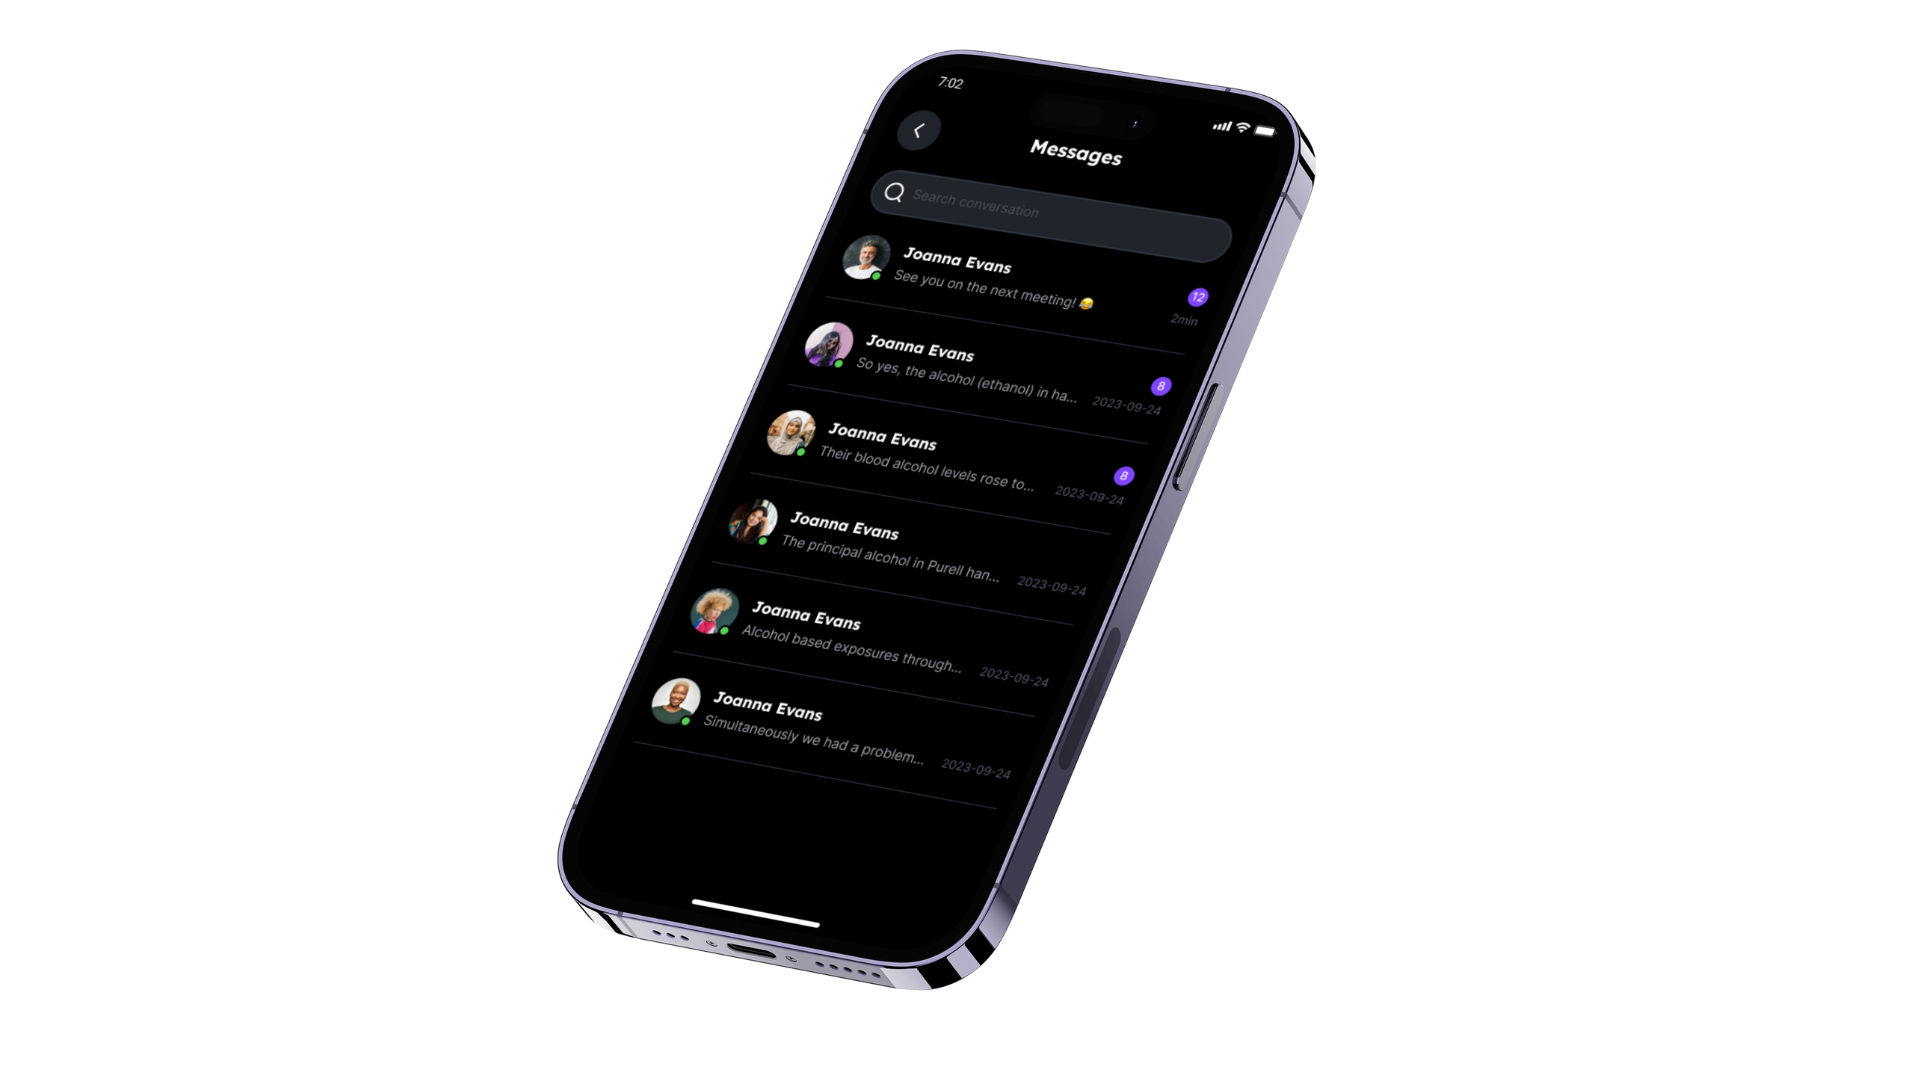 7:02
Messages
Search conversation
Joanna Evans
See you on the next meeting! 😂
12
2min
Joanna Evans
So yes, the alcohol (ethanol) in ha...
8
2023-09-24
Joanna Evans
Their blood alcohol levels rose to...
8
2023-09-24
Joanna Evans
The principal alcohol in Purell han...
2023-09-24
Joanna Evans
Alcohol based exposures through...
2023-09-24
Joanna Evans
Simultaneously we had a problem...
2023-09-24